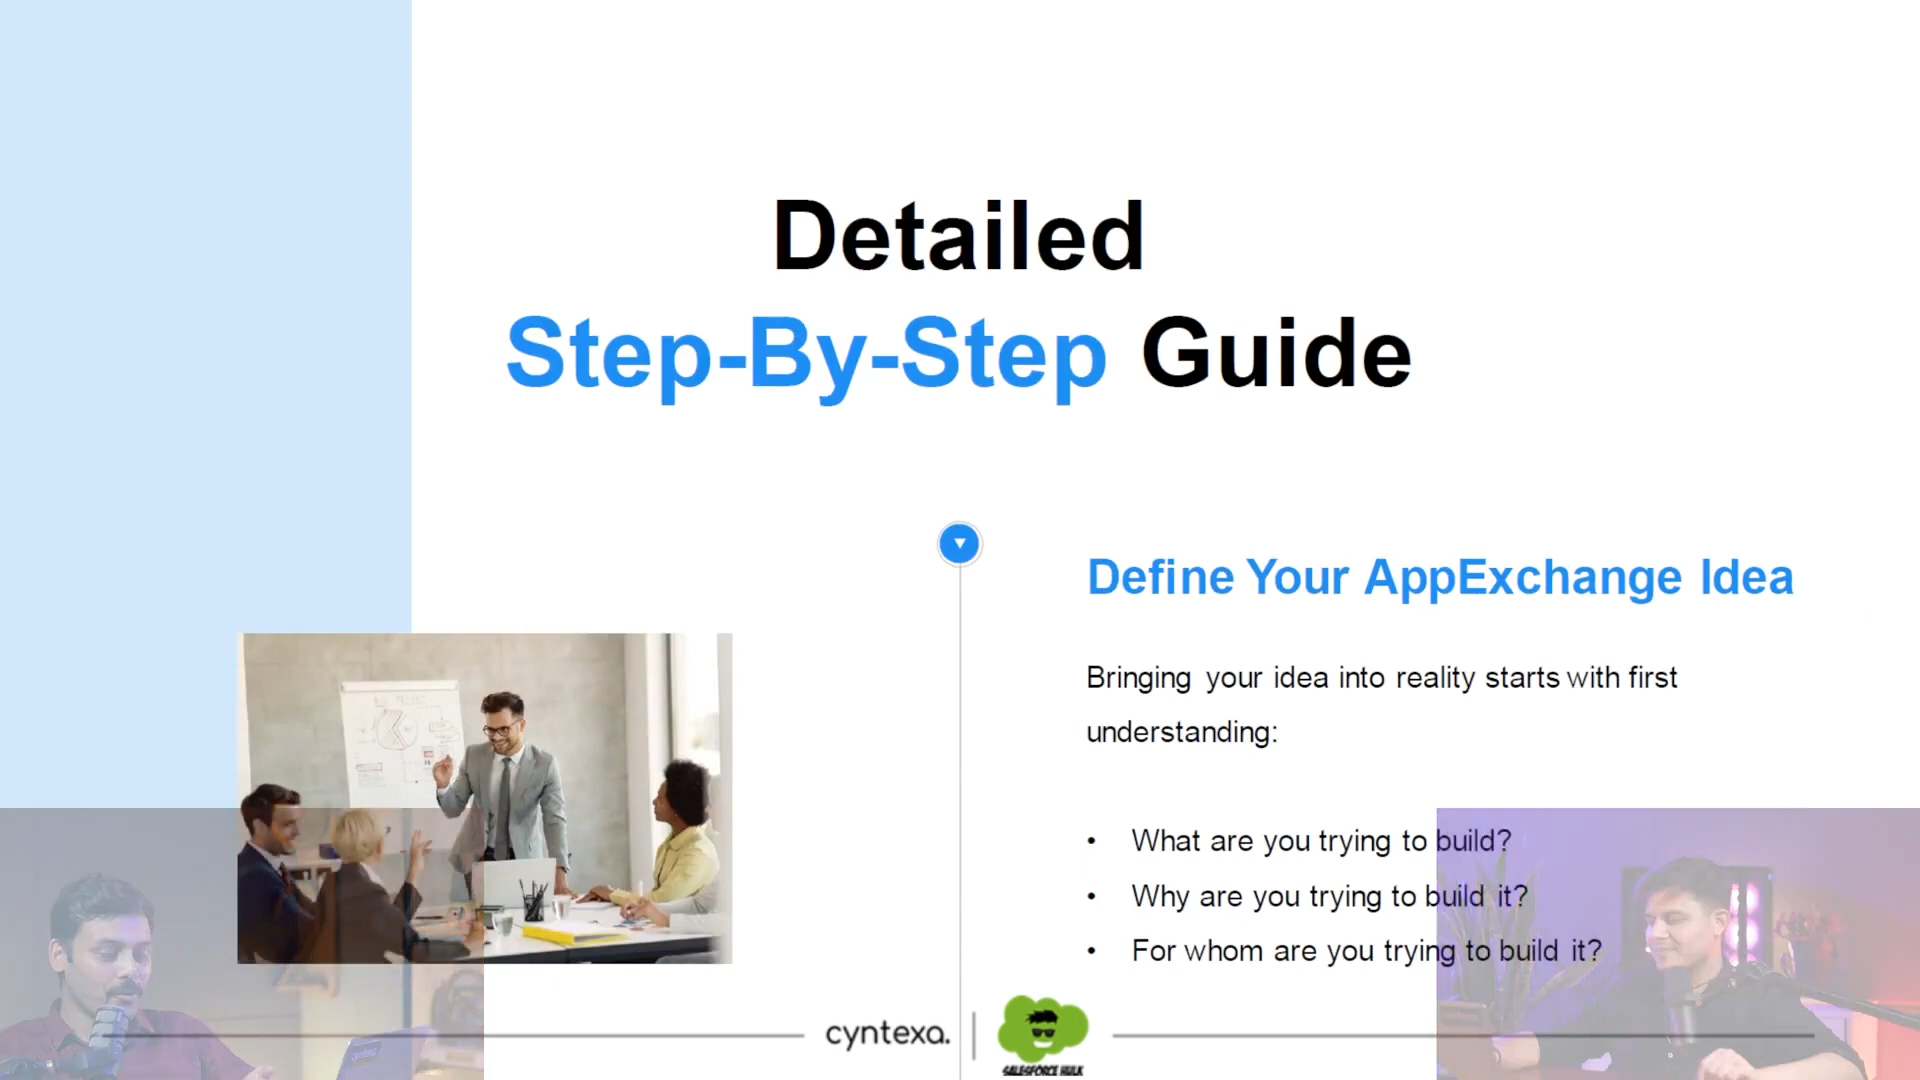 Detailed
Step-By-Step Guide
Define Your AppExchange Idea
Bringing your idea into reality starts with first
understanding:
• What are you trying to build?
• Why are you trying to build it?
• For whom are you trying to build it?
cyntexa.
SALESFORCE HULK